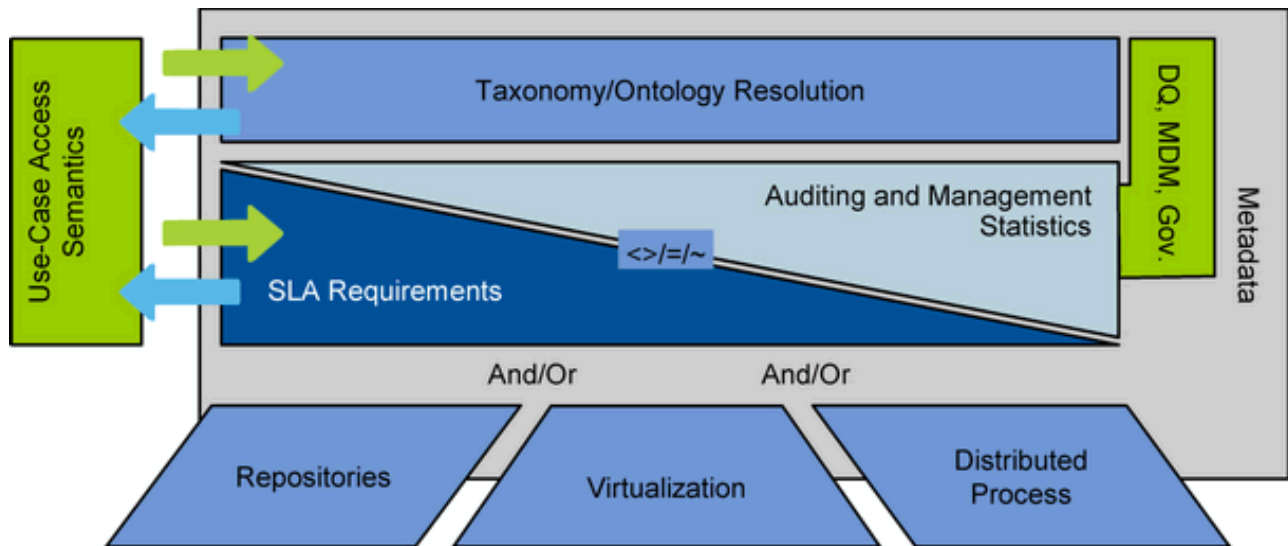 Use-Case Access
Semantics
Taxonomy/Ontology Resolution
DQ, MDM, Gov.
Metadata
Auditing and Management
Statistics
<>/=/~
SLA Requirements
And/Or
And/Or
Repositories
Virtualization
Distributed
Process